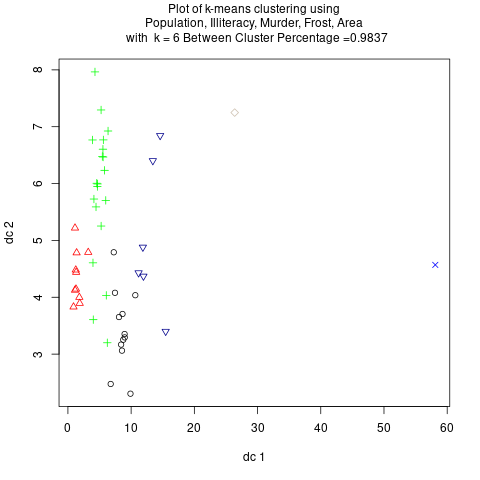 Plot of k-means clustering using
Population, Illiteracy, Murder, Frost, Area
with k = 6 Between Cluster Percentage =0.9837
8
7
6
5
4
3
dc 2
0
10
20
30
40
50
60
dc 1